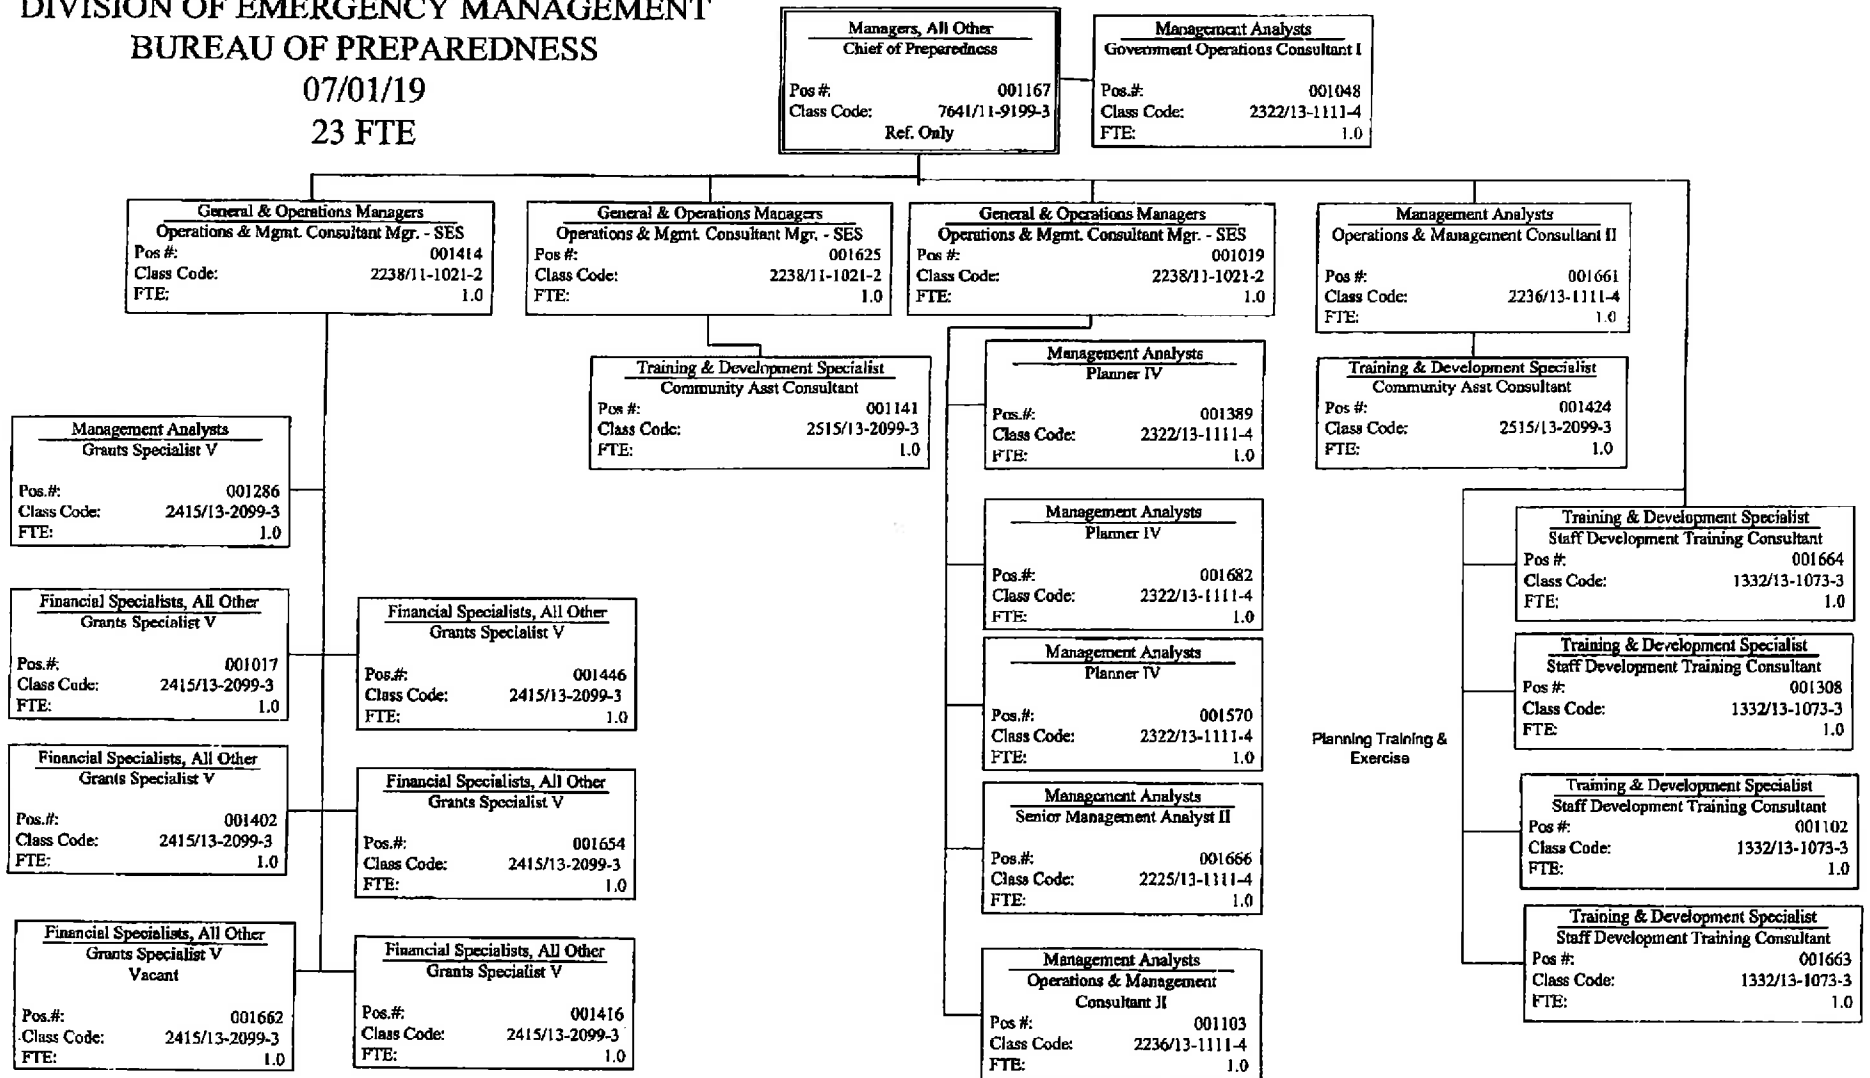 DIVISION OF EMERGENCY MANAGEMENT
BUREAU OF PREPAREDNESS
07/01/19
23 FTE
Managers, All Other
Chief of Preparedness
Pos #: 001167
Class Code: 7641/11-9199-3
Ref. Only
Management Analysts
Government Operations Consultant I
Pos.#: 001048
Class Code: 2322/13-1111-4
FTE: 1.0
General & Operations Managers
Operations & Mgmt. Consultant Mgr. - SES
Pos #: 001414
Class Code: 2238/11-1021-2
FTE: 1.0
General & Operations Managers
Operations & Mgmt. Consultant Mgr. - SES
Pos #: 001625
Class Code: 2238/11-1021-2
FTE: 1.0
General & Operations Managers
Operations & Mgmt. Consultant Mgr. - SES
Pos #: 001019
Class Code: 2238/11-1021-2
FTE: 1.0
Management Analysts
Operations & Management Consultant II
Pos #: 001661
Class Code: 2236/13-1111-4
FTE: 1.0
Training & Development Specialist
Community Asst Consultant
Pos #: 001141
Class Code: 2515/13-2099-3
FTE: 1.0
Management Analysts
Planner IV
Pos.#: 001389
Class Code: 2322/13-1111-4
FTE: 1.0
Training & Development Specialist
Community Asst Consultant
Pos #: 001424
Class Code: 2515/13-2099-3
FTE: 1.0
Management Analysts
Grants Specialist V
Pos.#: 001286
Class Code: 2415/13-2099-3
FTE: 1.0
Financial Specialists, All Other
Grants Specialist V
Pos.#: 001017
Class Code: 2415/13-2099-3
FTE: 1.0
Financial Specialists, All Other
Grants Specialist V
Pos.#: 001446
Class Code: 2415/13-2099-3
FTE: 1.0
Financial Specialists, All Other
Grants Specialist V
Pos.#: 001402
Class Code: 2415/13-2099-3
FTE: 1.0
Financial Specialists, All Other
Grants Specialist V
Pos.#: 001654
Class Code: 2415/13-2099-3
FTE: 1.0
Financial Specialists, All Other
Grants Specialist V
Vacant
Pos.#: 001662
Class Code: 2415/13-2099-3
FTE: 1.0
Financial Specialists, All Other
Grants Specialist V
Pos.#: 001416
Class Code: 2415/13-2099-3
FTE: 1.0
Management Analysts
Planner IV
Pos.#: 001682
Class Code: 2322/13-1111-4
FTE: 1.0
Management Analysts
Planner IV
Pos.#: 001570
Class Code: 2322/13-1111-4
FTE: 1.0
Management Analysts
Senior Management Analyst II
Pos.#: 001666
Class Code: 2225/13-1111-4
FTE: 1.0
Management Analysts
Operations & Management
Consultant II
Pos #: 001103
Class Code: 2236/13-1111-4
FTE: 1.0
Planning Training &
Exercise
Training & Development Specialist
Staff Development Training Consultant
Pos #: 001664
Class Code: 1332/13-1073-3
FTE: 1.0
Training & Development Specialist
Staff Development Training Consultant
Pos #: 001308
Class Code: 1332/13-1073-3
FTE: 1.0
Training & Development Specialist
Staff Development Training Consultant
Pos #: 001102
Class Code: 1332/13-1073-3
FTE: 1.0
Training & Development Specialist
Staff Development Training Consultant
Pos #: 001663
Class Code: 1332/13-1073-3
FTE: 1.0